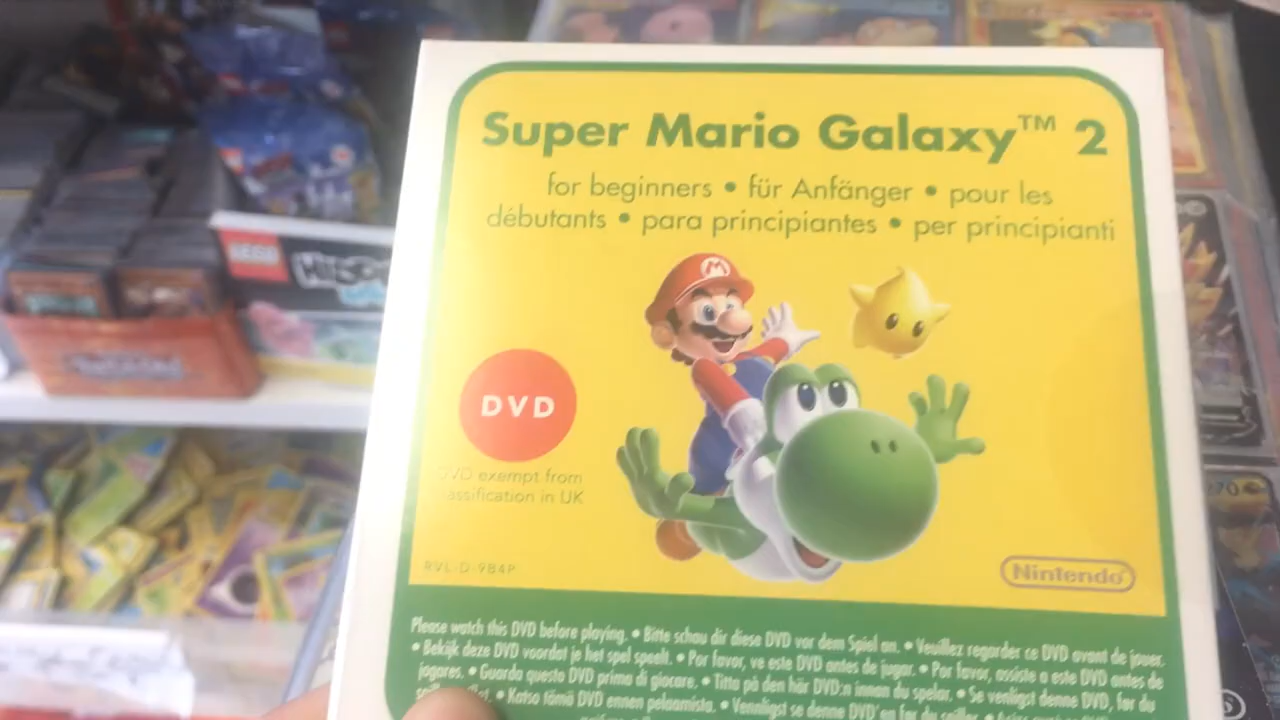 Super Mario Galaxy™ 2
for beginners • für Anfänger • pour les
débutants • para principiantes • per principianti
M
DVD
DVD exempt from
classification in UK
RVL-D-9B4P
Nintendo
Please watch this DVD before playing. • Bitte schau dir diese DVD vor dem Spiel an. • Veuillez regarder ce DVD avant de jouer.
• Bekijk deze DVD voordat je het spel speelt. • Por favor, ve este DVD antes de jugar. • Por favor, assiste a este DVD antes de
jogares. • Guarda questo DVD prima di giocare. • Titta på den här DVD:n innan du spelar. • Se venligst denne DVD, før du
• Katso tämä DVD ennen pelaamista. • Vennligst se denne DVD'en før du spiller.
LEGO